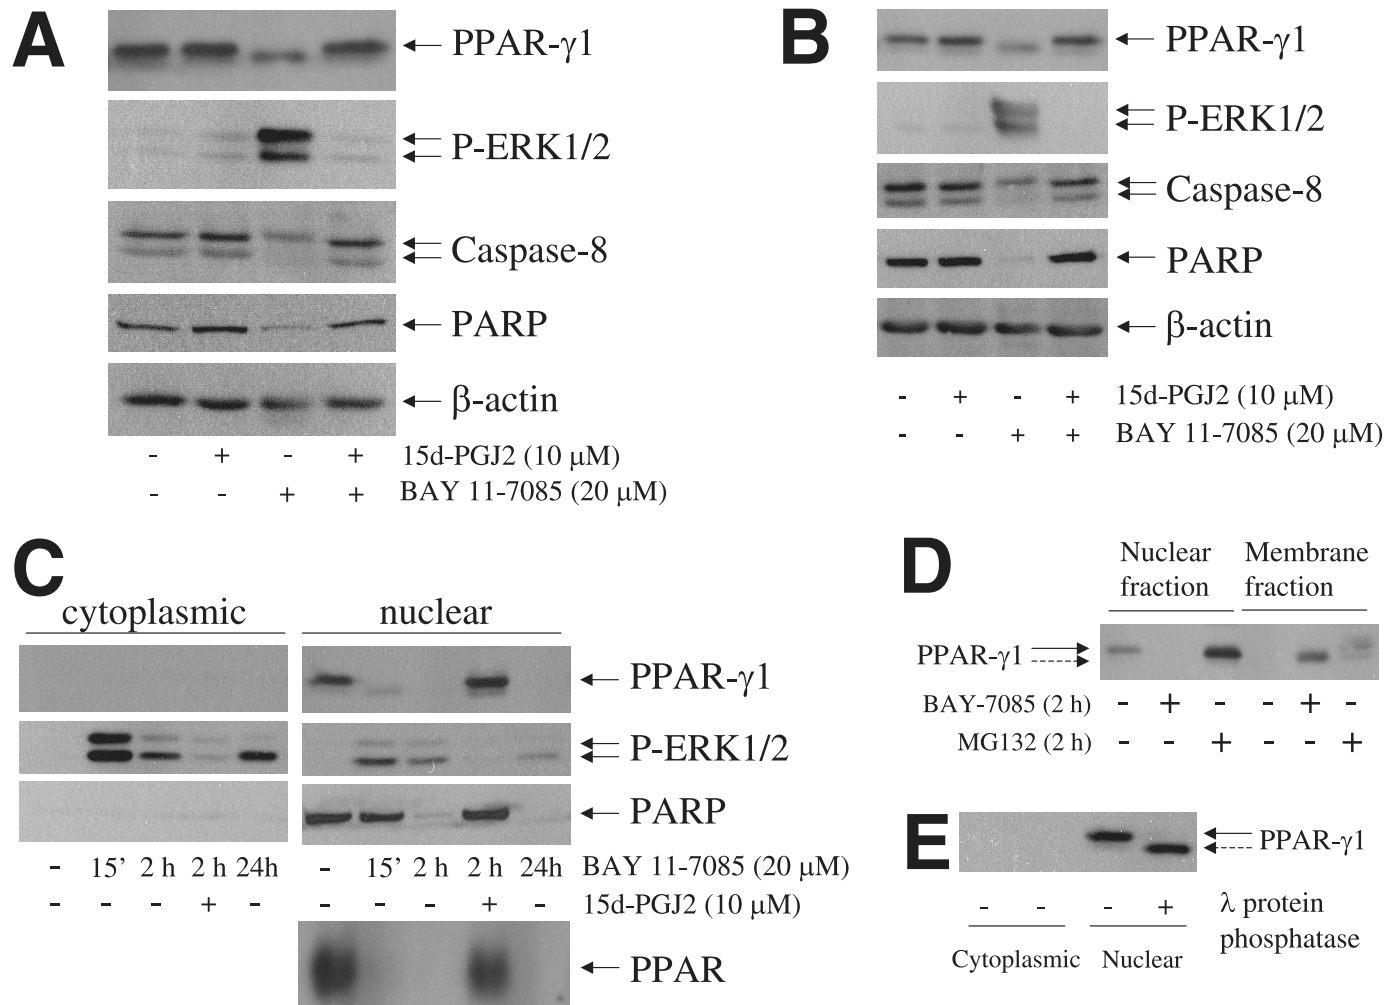 A
PPAR-γ1
P-ERK1/2
Caspase-8
PARP
β-actin
- + - + 15d-PGJ2 (10 μM)
- - + + BAY 11-7085 (20 μM)
B
PPAR-γ1
P-ERK1/2
Caspase-8
PARP
β-actin
- + - + 15d-PGJ2 (10 μM)
- - + + BAY 11-7085 (20 μM)
C
cytoplasmic nuclear
PPAR-γ1
P-ERK1/2
PARP
- 15’ 2 h 2 h 24h - 15’ 2 h 2 h 24h BAY 11-7085 (20 μM)
- - - + - - - - + - 15d-PGJ2 (10 μM)
PPAR
D
Nuclear fraction
Membrane fraction
PPAR-γ1
BAY-7085 (2 h) - + - - + -
MG132 (2 h) - - + - - +
E
PPAR-γ1
- - - + λ protein phosphatase
Cytoplasmic Nuclear